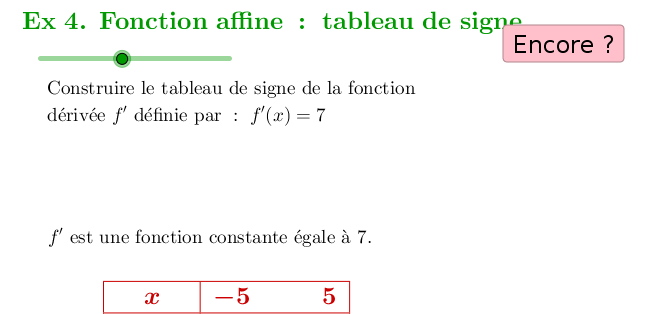 Ex 4. Fonction affine : tableau de signe
Encore ?
Construire le tableau de signe de la fonction
dérivée f′ définie par : f′(x) = 7
f′ est une fonction constante égale à 7.
x −5 5